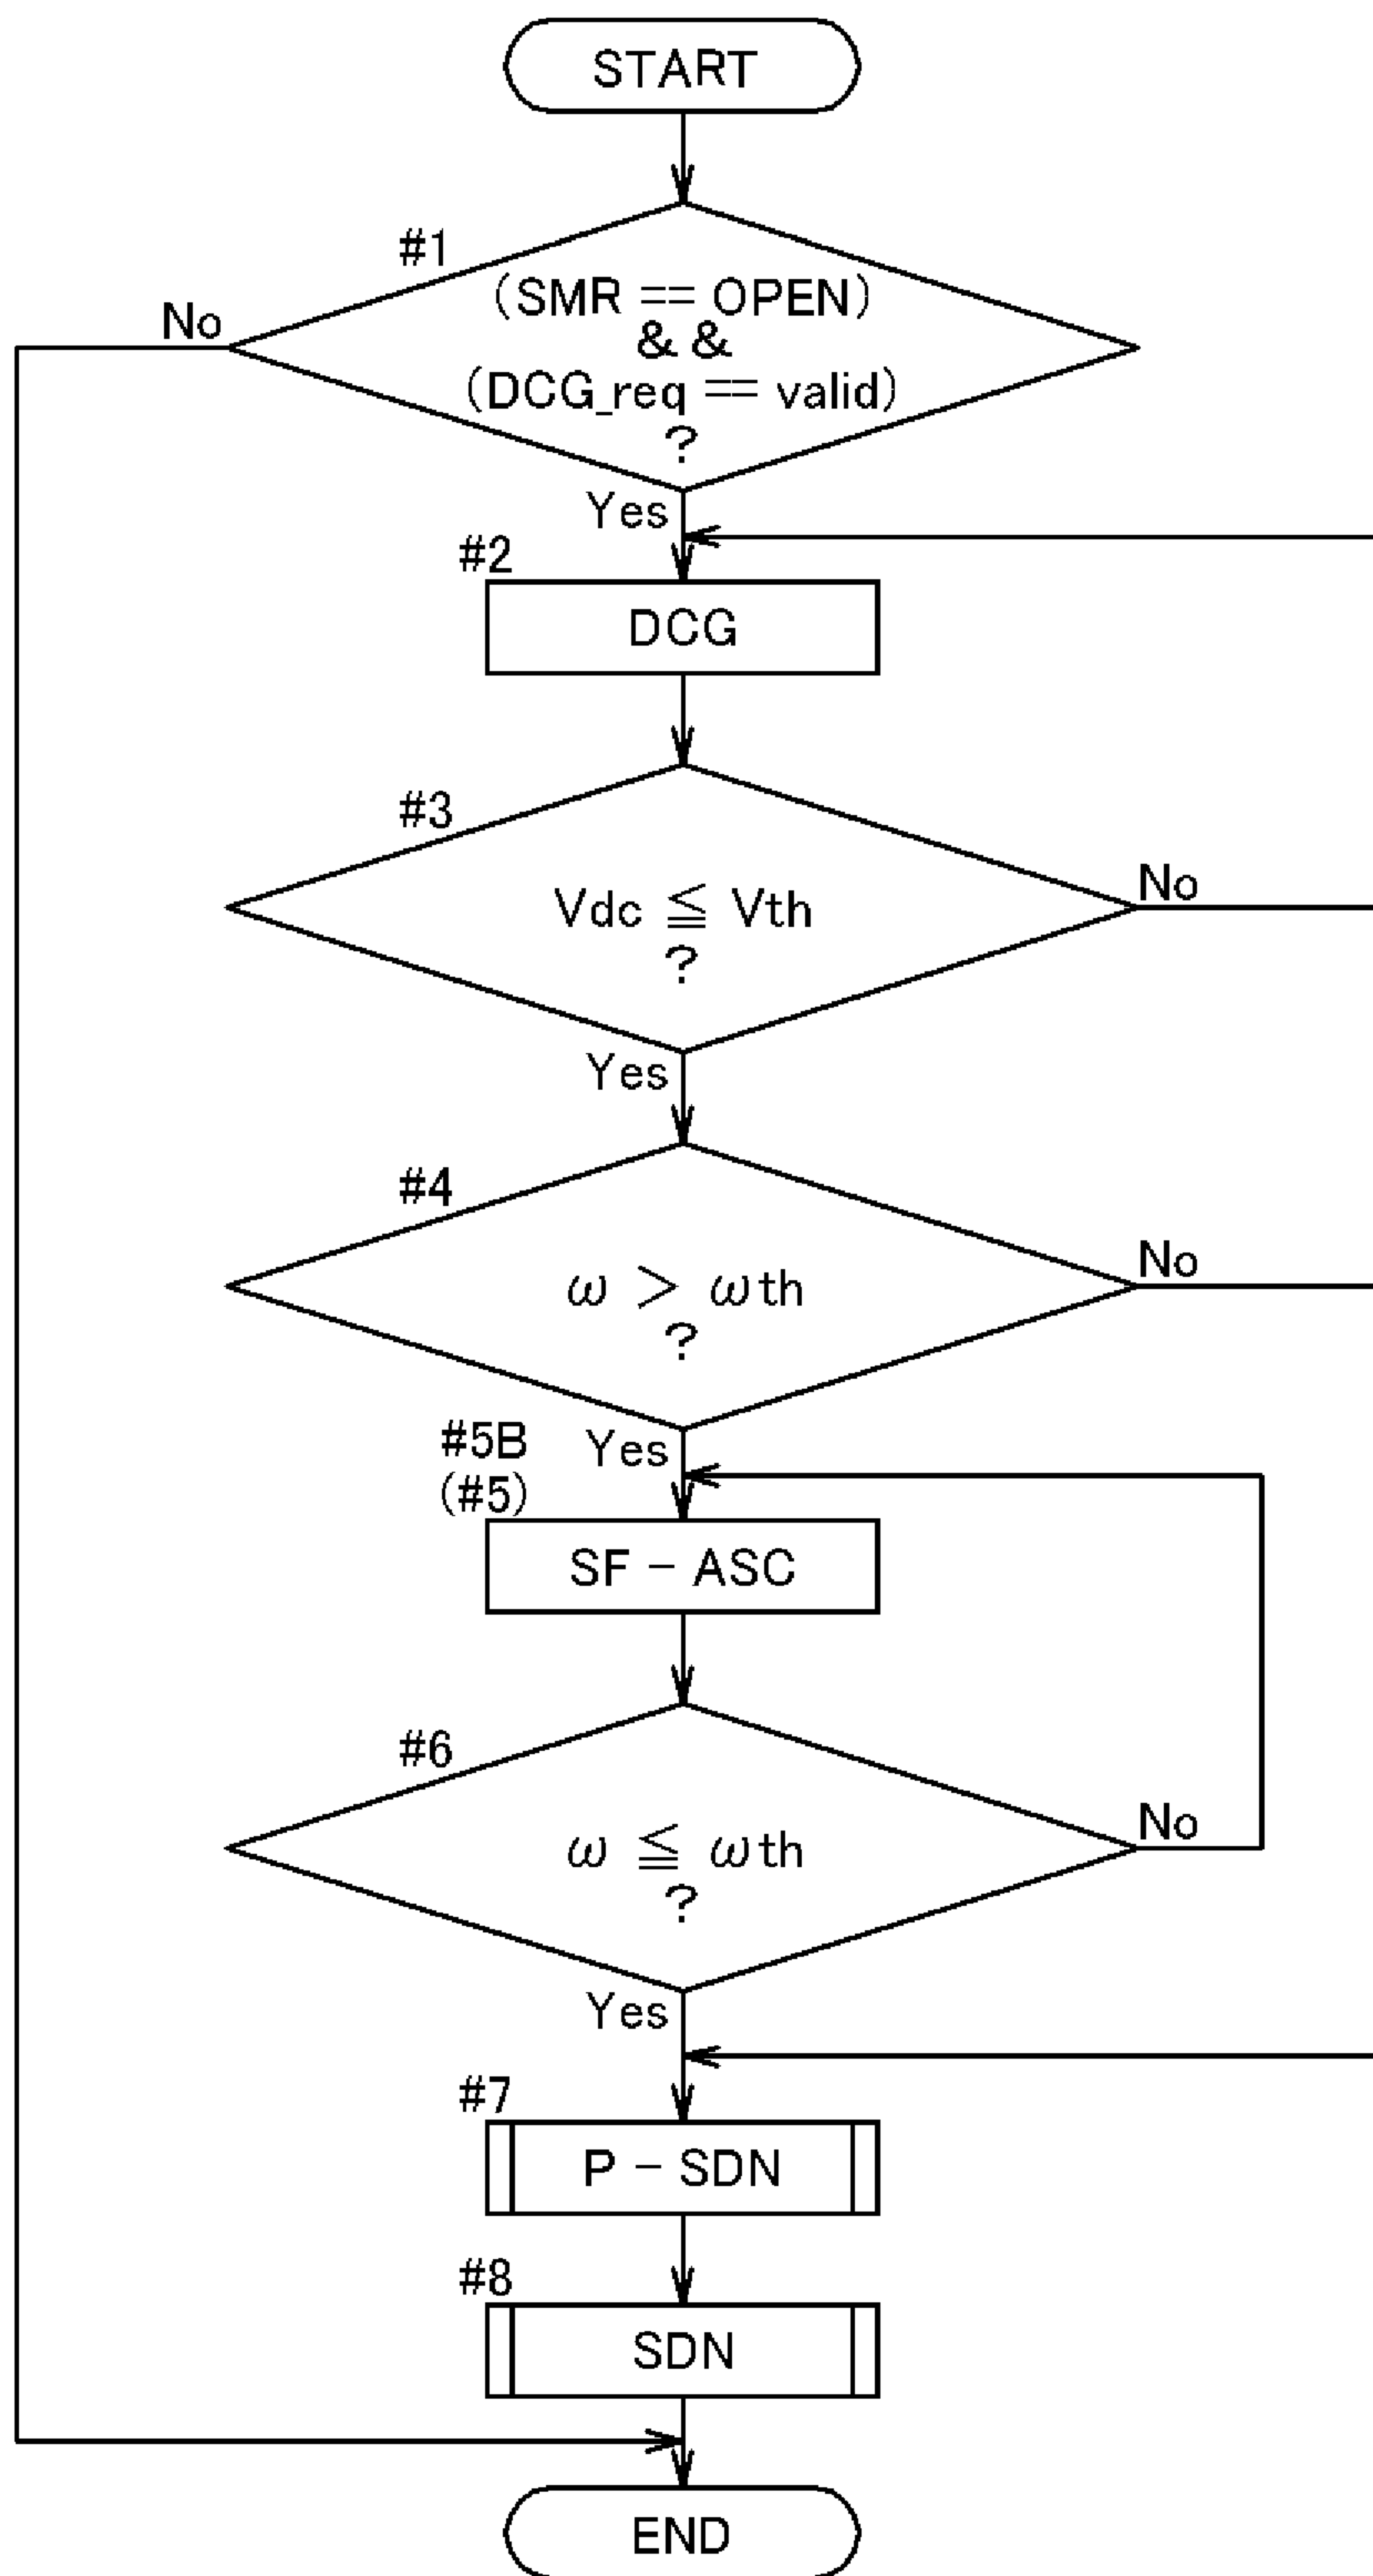 START
#1
(SMR == OPEN)
No
& &
(DCG_req == valid)
?
Yes
#2
DCG
#3
No
Vdc ≦ Vth
?
Yes
#4
No
ω > ωth
?
#5B
Yes
(#5)
SF - ASC
#6
No
ω ≦ ωth
?
Yes
#7
P - SDN
#8
SDN
END